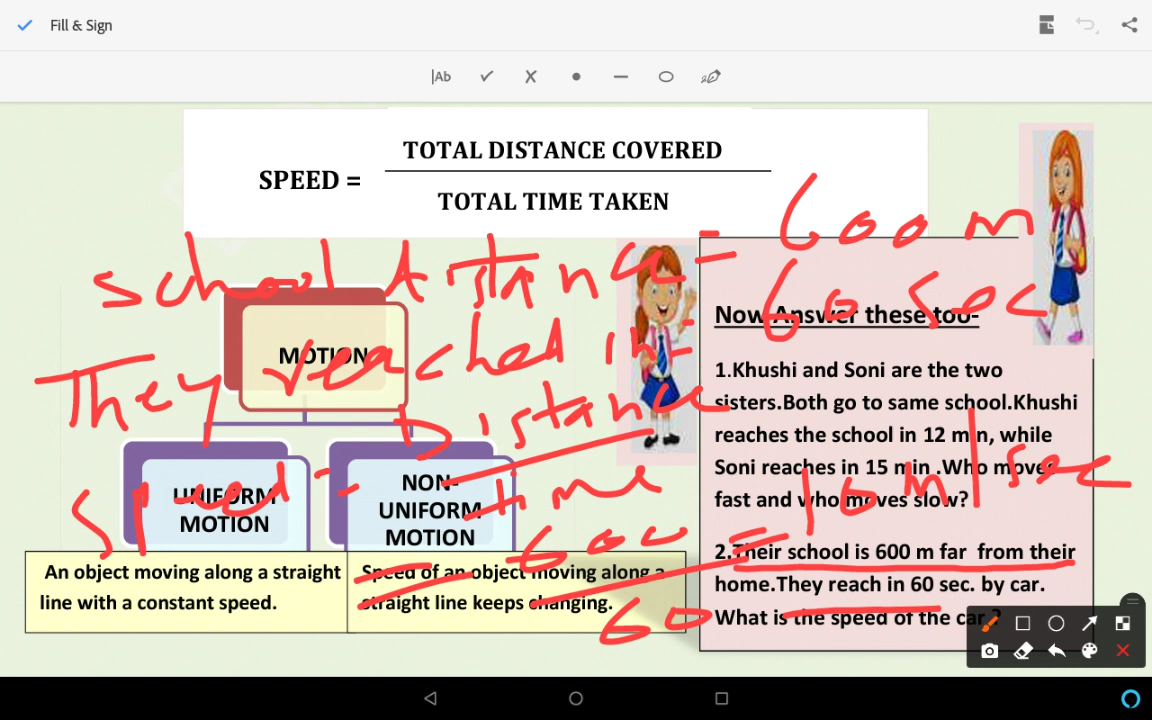 Fill & Sign
|Ab
SPEED =
TOTAL DISTANCE COVERED
TOTAL TIME TAKEN
school distance = 600 m
They reached in = 60 sec
Speed = Distance
time
= 600
60
= 10 m/sec
MOTION
UNIFORM
MOTION
NON-
UNIFORM
MOTION
An object moving along a straight
line with a constant speed.
Speed of an object moving along a
straight line keeps changing.
Now Answer these too-
1.Khushi and Soni are the two
sisters.Both go to same school.Khushi
reaches the school in 12 min, while
Soni reaches in 15 min .Who moves
fast and who moves slow?
2.Their school is 600 m far from their
home.They reach in 60 sec. by car.
What is the speed of the car ?